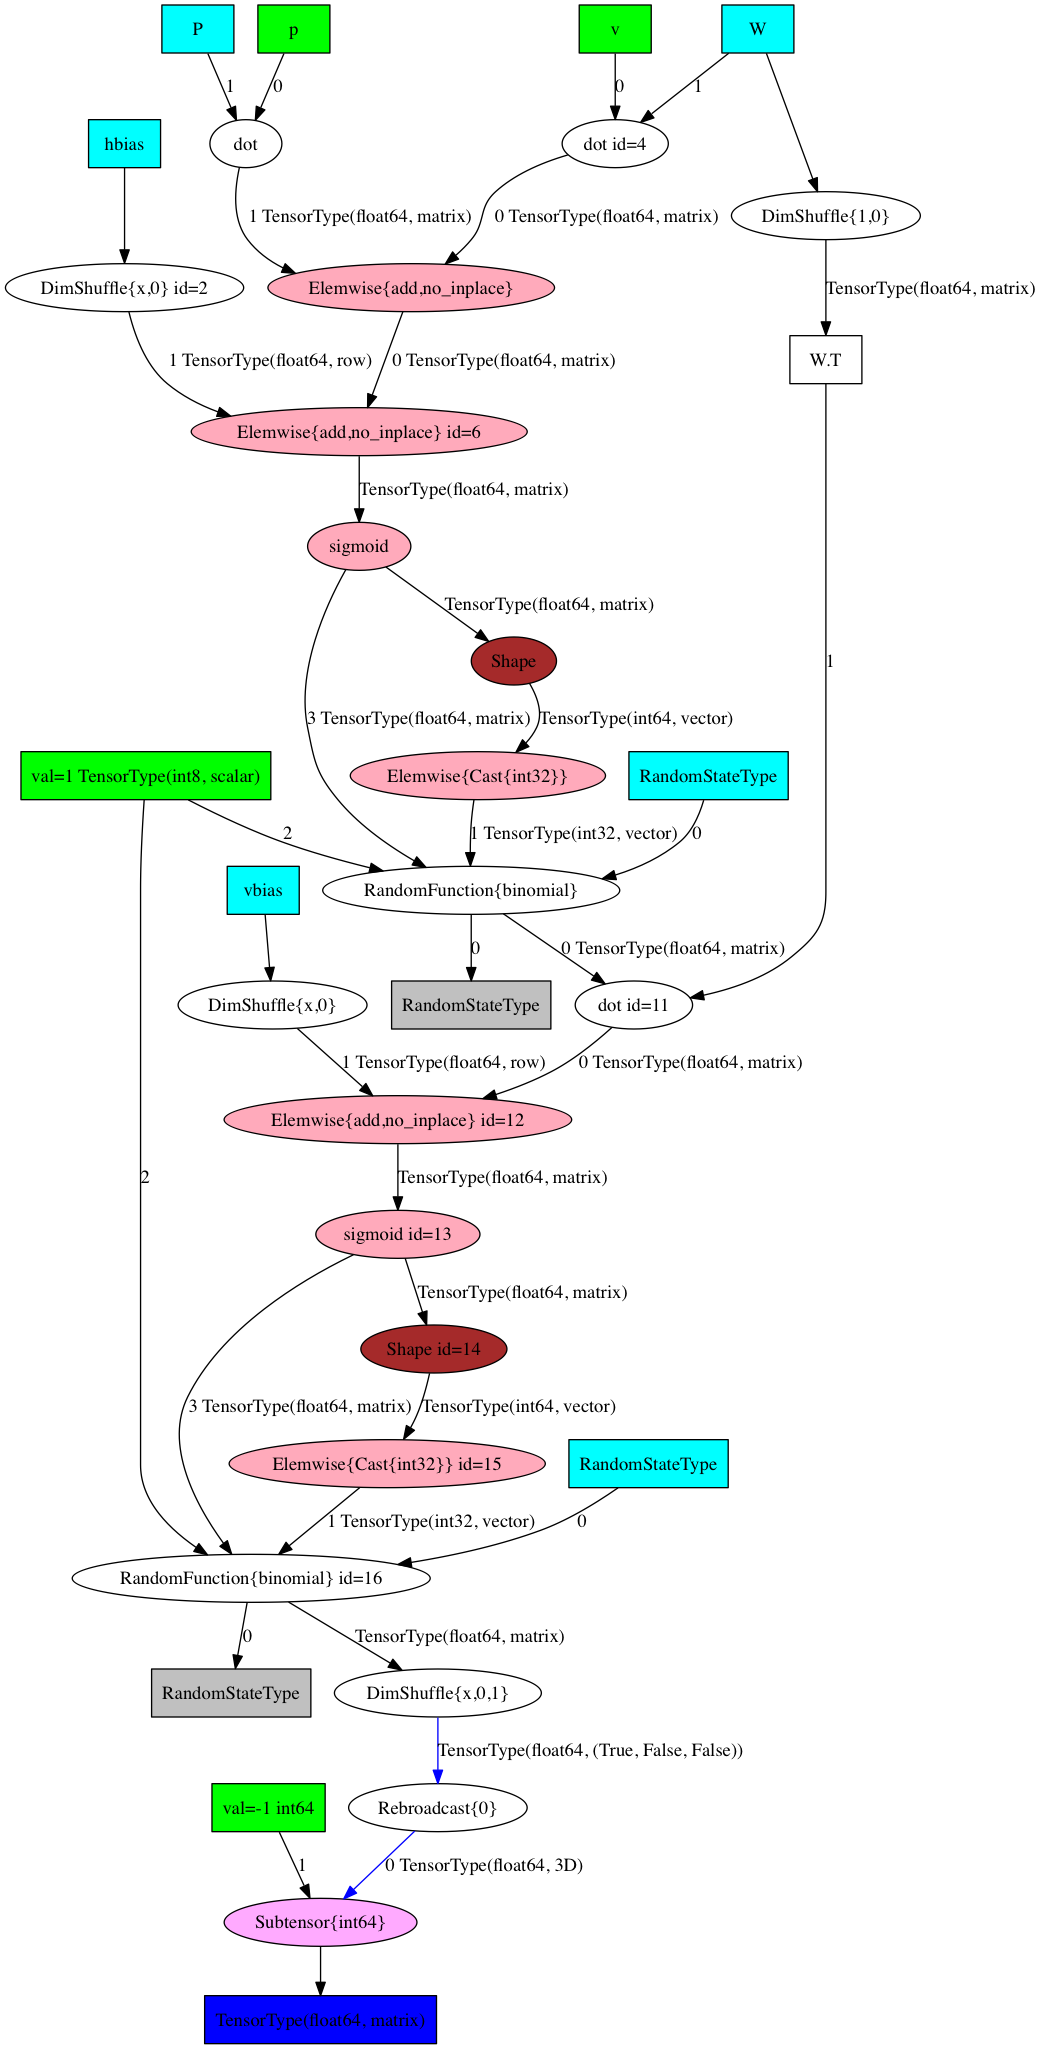 P
p
v
W
1
0
0
1
hbias
dot
dot id=4
1 TensorType(float64, matrix)
0 TensorType(float64, matrix)
DimShuffle{1,0}
DimShuffle{x,0} id=2
Elemwise{add,no_inplace}
TensorType(float64, matrix)
1 TensorType(float64, row)
0 TensorType(float64, matrix)
W.T
Elemwise{add,no_inplace} id=6
TensorType(float64, matrix)
sigmoid
TensorType(float64, matrix)
Shape
1
3 TensorType(float64, matrix)
TensorType(int64, vector)
val=1 TensorType(int8, scalar)
Elemwise{Cast{int32}}
RandomStateType
2
1 TensorType(int32, vector)
0
vbias
RandomFunction{binomial}
0
0 TensorType(float64, matrix)
DimShuffle{x,0}
RandomStateType
dot id=11
1 TensorType(float64, row)
0 TensorType(float64, matrix)
Elemwise{add,no_inplace} id=12
2
TensorType(float64, matrix)
sigmoid id=13
TensorType(float64, matrix)
Shape id=14
3 TensorType(float64, matrix)
TensorType(int64, vector)
Elemwise{Cast{int32}} id=15
RandomStateType
1 TensorType(int32, vector)
0
RandomFunction{binomial} id=16
0
TensorType(float64, matrix)
RandomStateType
DimShuffle{x,0,1}
TensorType(float64, (True, False, False))
val=-1 int64
Rebroadcast{0}
1
0 TensorType(float64, 3D)
Subtensor{int64}
TensorType(float64, matrix)